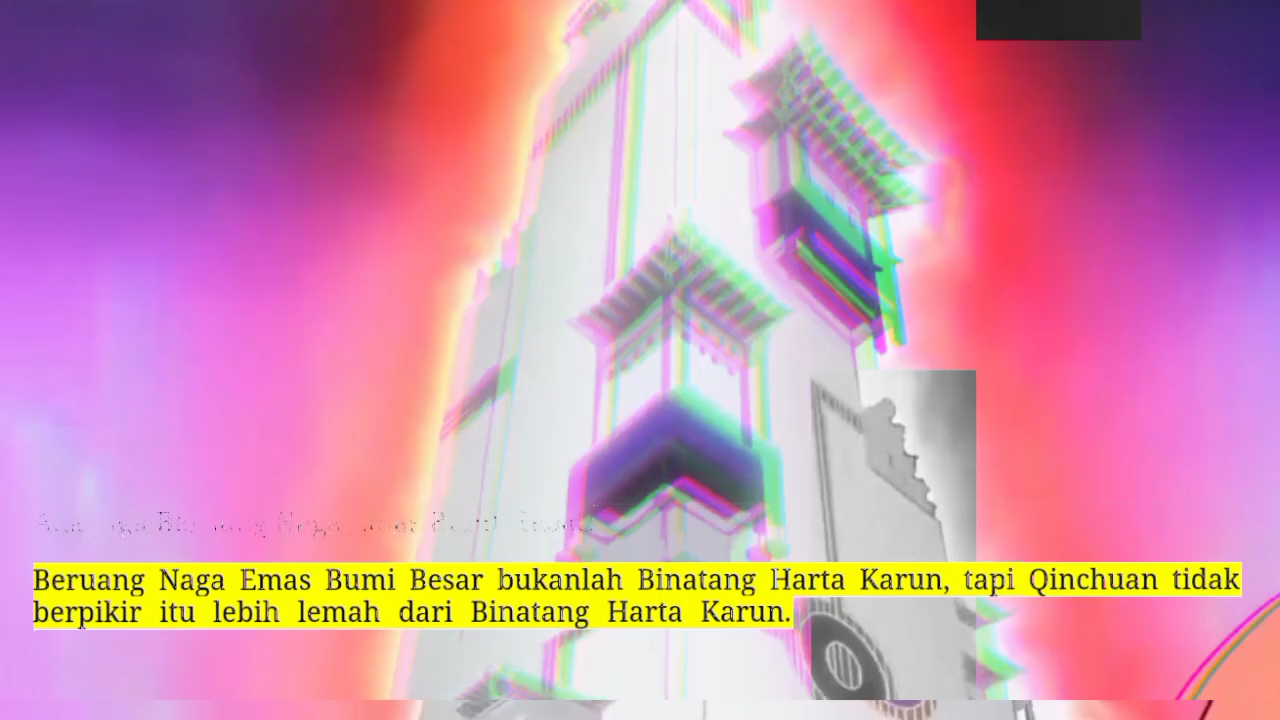 Beruang Naga Emas Bumi Besar bukanlah Binatang Harta Karun, tapi Qinchuan tidak
berpikir itu lebih lemah dari Binatang Harta Karun.